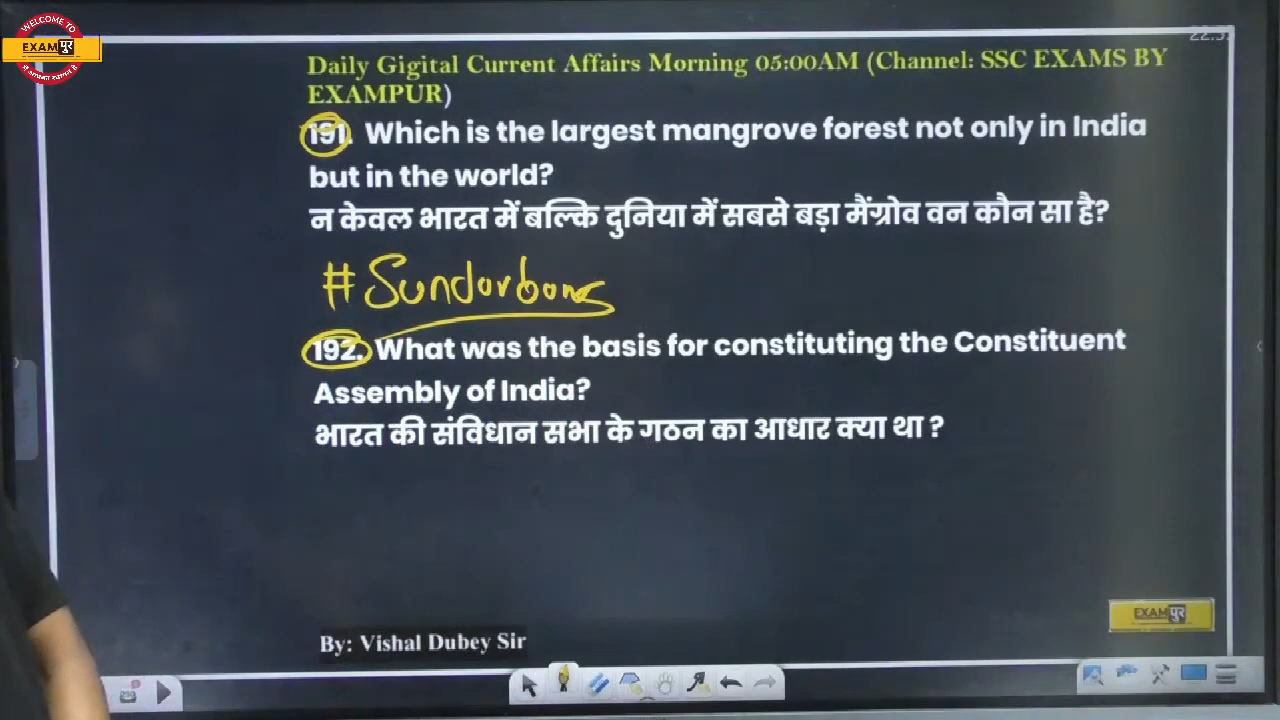 WELCOME TO
EXAMपुर
Daily Gigital Current Affairs Morning 05:00AM (Channel: SSC EXAMS BY
EXAMPUR)
191. Which is the largest mangrove forest not only in India
but in the world?
न केवल भारत में बल्कि दुनिया में सबसे बड़ा मैंग्रोव वन कौन सा है?
#Sundarbans
192. What was the basis for constituting the Constituent
Assembly of India?
भारत की संविधान सभा के गठन का आधार क्या था ?
EXAMपुर
By: Vishal Dubey Sir